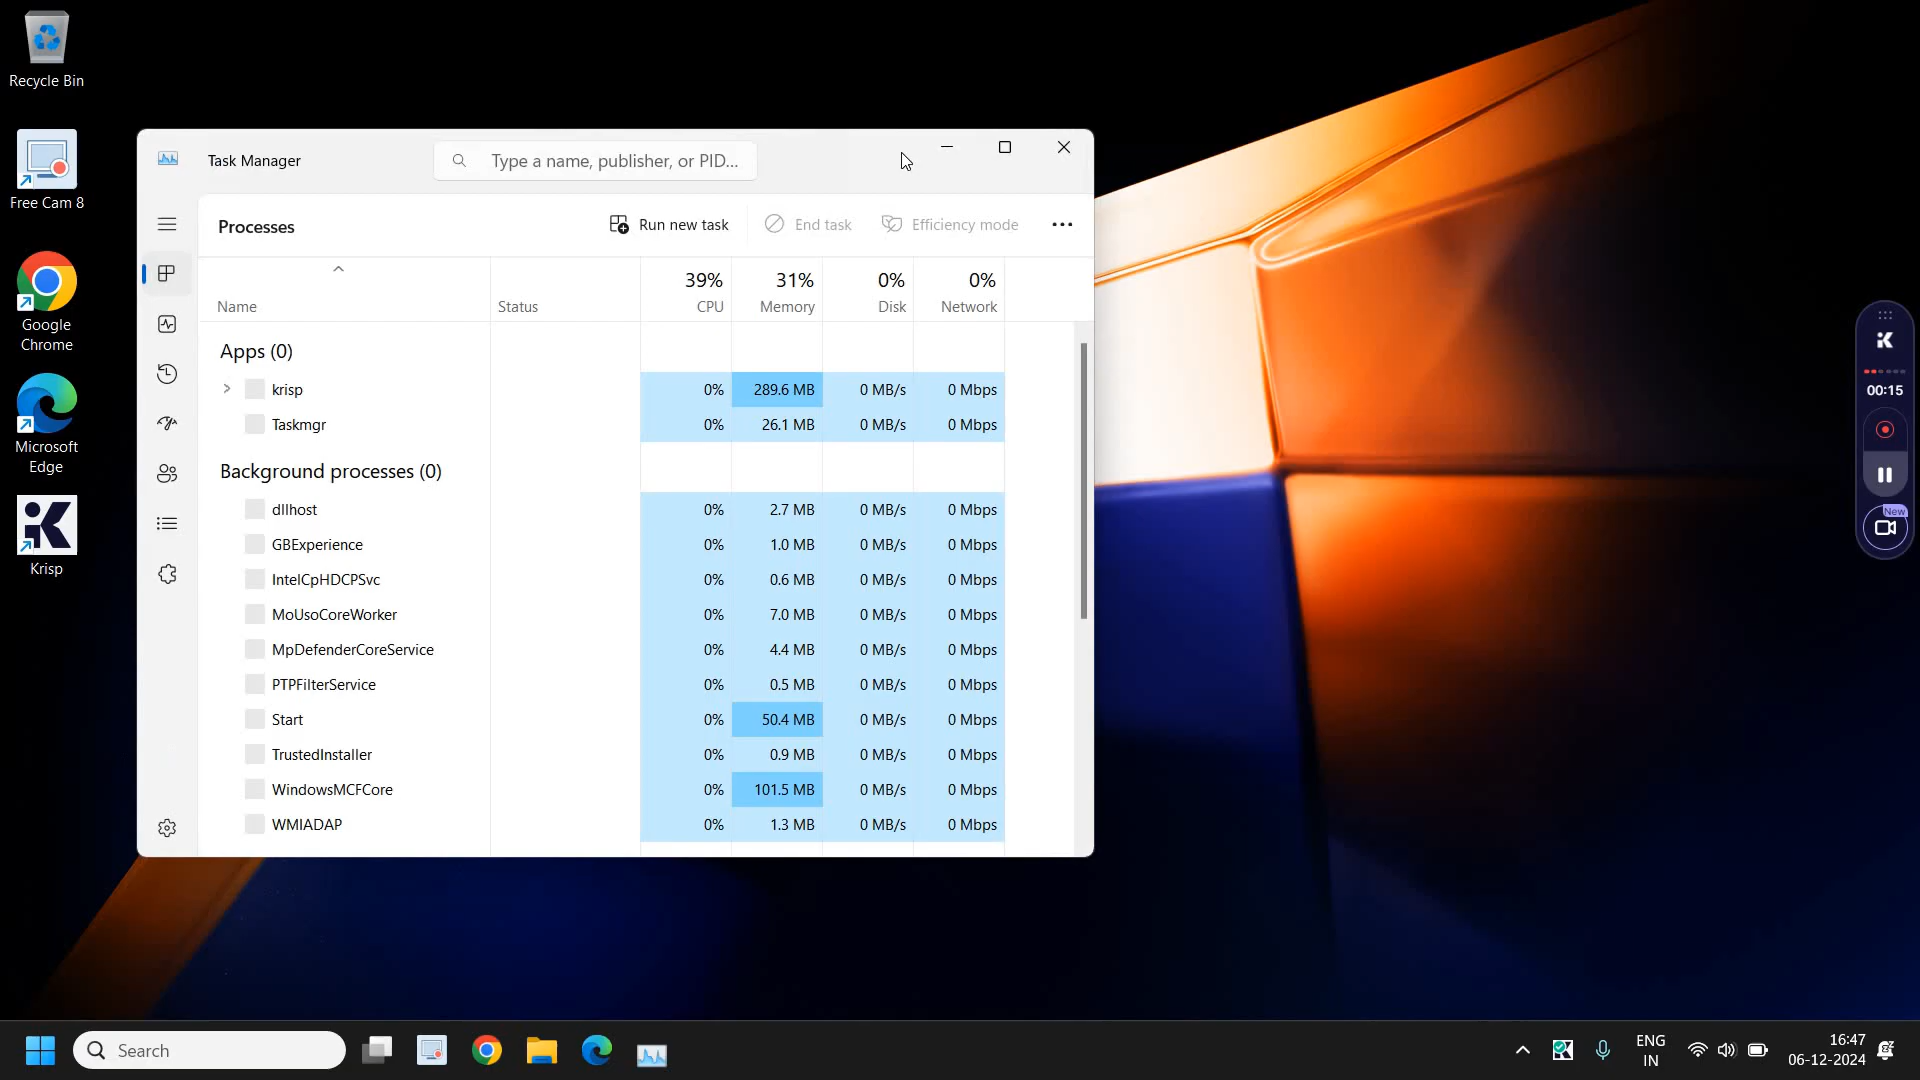 Recycle Bin
Free Cam 8
Google
Chrome
Microsoft
Edge
Krisp
Task Manager
Type a name, publisher, or PID...
Processes
Run new task
End task
Efficiency mode
39%
31%
0%
0%
Name
Status
CPU
Memory
Disk
Network
Apps (0)
krisp 0% 289.6 MB 0 MB/s 0 Mbps
Taskmgr 0% 26.1 MB 0 MB/s 0 Mbps
Background processes (0)
dllhost 0% 2.7 MB 0 MB/s 0 Mbps
GBExperience 0% 1.0 MB 0 MB/s 0 Mbps
IntelCpHDCPSvc 0% 0.6 MB 0 MB/s 0 Mbps
MoUsoCoreWorker 0% 7.0 MB 0 MB/s 0 Mbps
MpDefenderCoreService 0% 4.4 MB 0 MB/s 0 Mbps
PTPFilterService 0% 0.5 MB 0 MB/s 0 Mbps
Start 0% 50.4 MB 0 MB/s 0 Mbps
TrustedInstaller 0% 0.9 MB 0 MB/s 0 Mbps
WindowsMCFCore 0% 101.5 MB 0 MB/s 0 Mbps
WMIADAP 0% 1.3 MB 0 MB/s 0 Mbps
00:15
New
Search
ENG
IN
16:47
06-12-2024